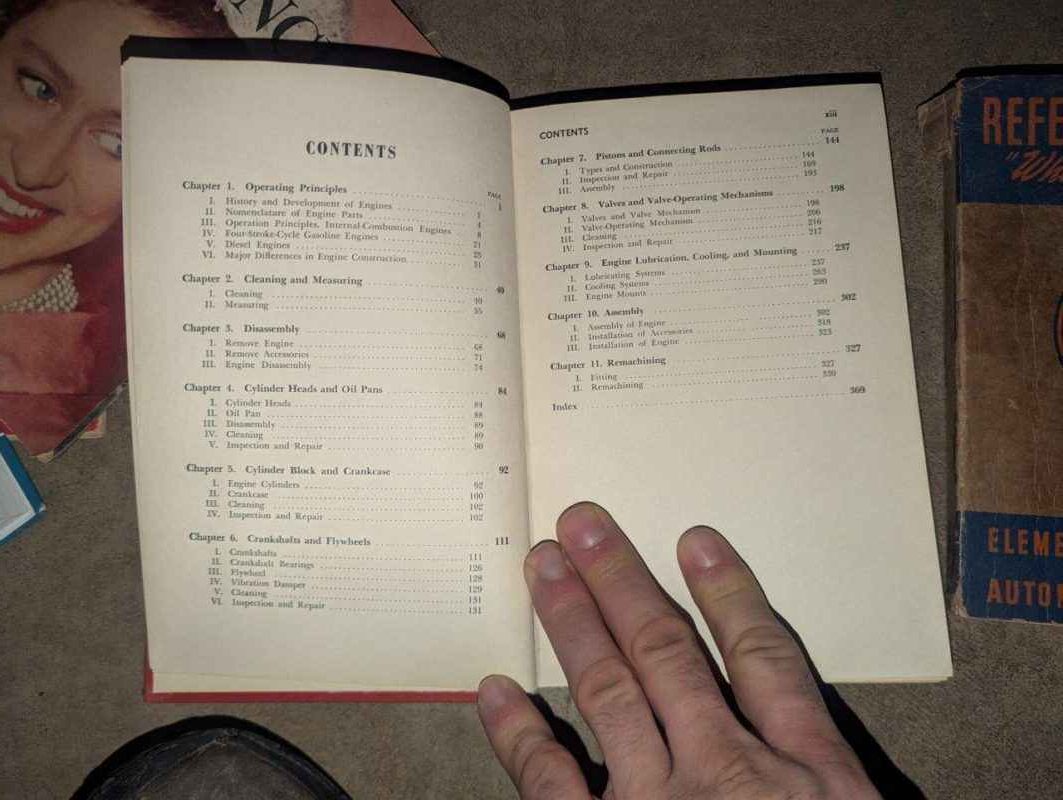 NG
CONTENTS
PAGE
Chapter 1. Operating Principles 1
I. History and Development of Engines 1
II. Nomenclature of Engine Parts 4
III. Operation Principles, Internal-Combustion Engines 8
IV. Four-Stroke-Cycle Gasoline Engines 21
V. Diesel Engines 25
VI. Major Differences in Engine Construction 31
Chapter 2. Cleaning and Measuring 40
I. Cleaning 40
II. Measuring 55
Chapter 3. Disassembly 68
I. Remove Engine 68
II. Remove Accessories 71
III. Engine Disassembly 74
Chapter 4. Cylinder Heads and Oil Pans 84
I. Cylinder Heads 84
II. Oil Pan 88
III. Disassembly 89
IV. Cleaning 89
V. Inspection and Repair 90
Chapter 5. Cylinder Block and Crankcase 92
I. Engine Cylinders 92
II. Crankcase 100
III. Cleaning 102
IV. Inspection and Repair 102
Chapter 6. Crankshafts and Flywheels 111
I. Crankshafts 111
II. Crankshaft Bearings 126
III. Flywheel 128
IV. Vibration Damper 129
V. Cleaning 131
VI. Inspection and Repair 131
xiii
CONTENTS
PAGE
Chapter 7. Pistons and Connecting Rods 144
I. Types and Construction 144
II. Inspection and Repair 169
III. Assembly 193
Chapter 8. Valves and Valve-Operating Mechanisms 198
I. Valves and Valve Mechanism 198
II. Valve-Operating Mechanism 206
III. Cleaning 216
IV. Inspection and Repair 217
Chapter 9. Engine Lubrication, Cooling, and Mounting 237
I. Lubricating Systems 237
II. Cooling Systems 263
III. Engine Mounts 290
Chapter 10. Assembly 302
I. Assembly of Engine 302
II. Installation of Accessories 318
III. Installation of Engine 323
Chapter 11. Remachining 327
I. Fitting 327
II. Remachining 330
Index 369
REFE
"Wh
ELEME
AUTO